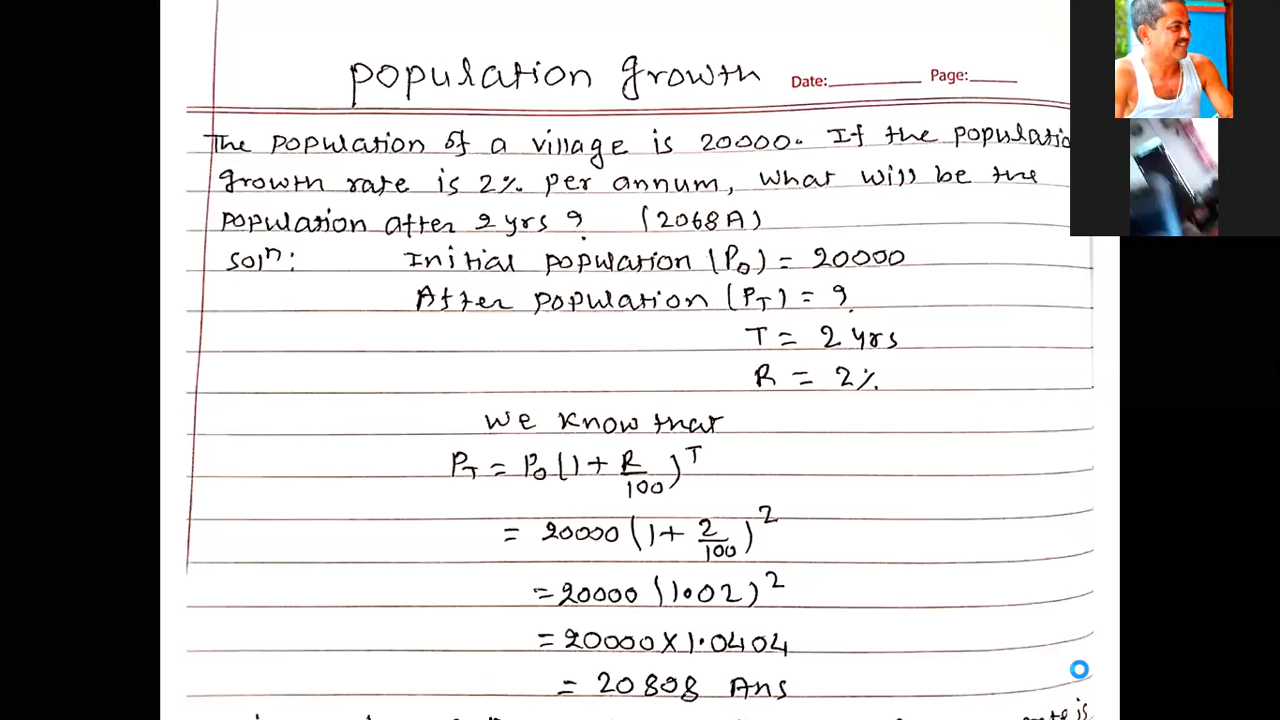 population growth Date: Page:
The population of a village is 20000. If the populatio
growth rate is 2% per annum, what will be the
population after 2 yrs ? (2068A)
Soln: Initial population (P0) = 20000
After population (PT) = ?
T = 2 yrs
R = 2%
We know that
PT = P0 (1 + R/100)^T
= 20000 (1 + 2/100)^2
= 20000 (1.02)^2
= 20000 × 1.0404
= 20808 Ans